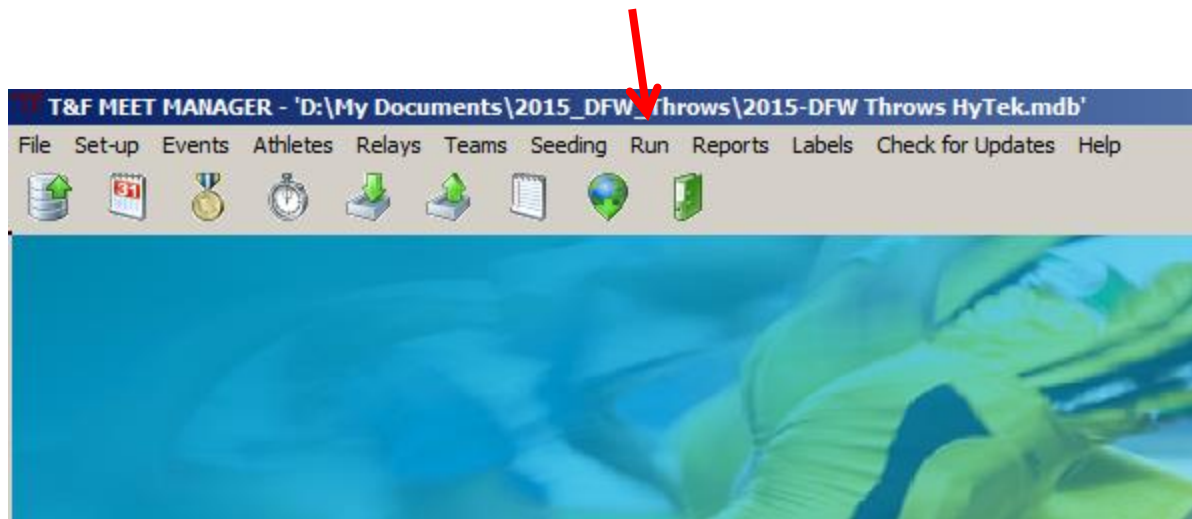 T&F MEET MANAGER - 'D:\My Documents\2015_DFW_Throws\2015-DFW Throws HyTek.mdb'
File Set-up Events Athletes Relays Teams Seeding Run Reports Labels Check for Updates Help
31